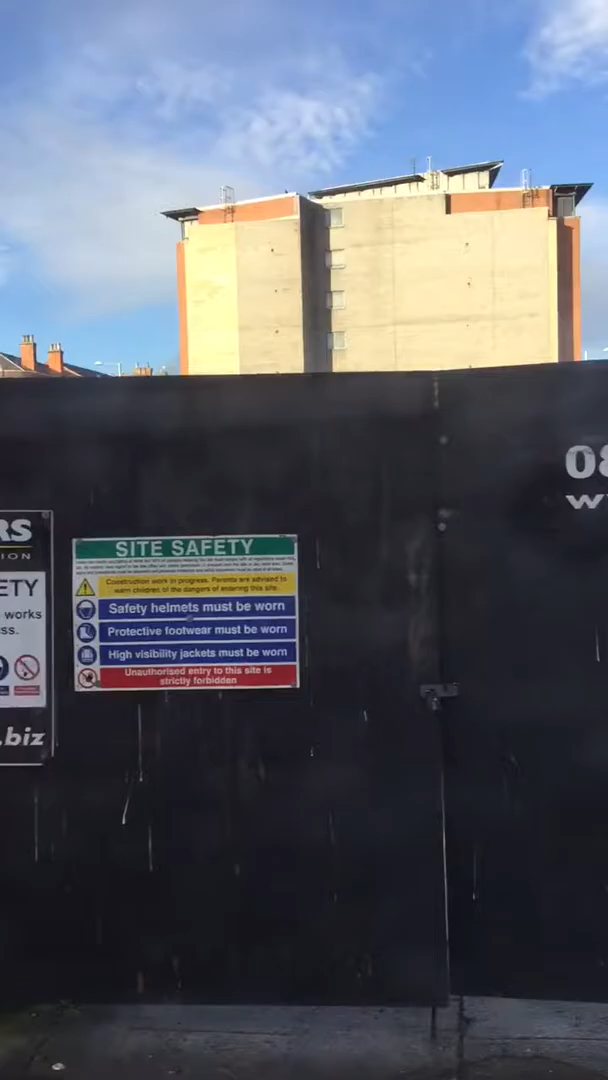 RS
ION
ETY
works
ss.
.biz
SITE SAFETY
Construction work in progress. Parents are advised to
warn children of the dangers of entering this site.
Safety helmets must be worn
Protective footwear must be worn
High visibility jackets must be worn
Unauthorised entry to this site is
strictly forbidden
08
w